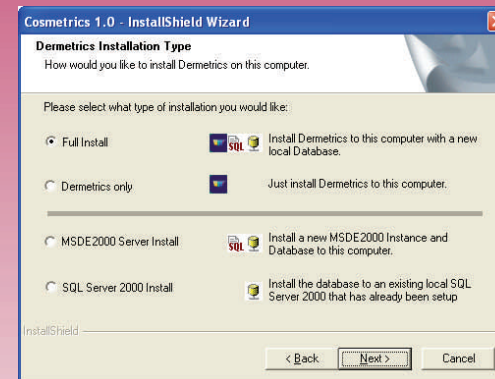 Cosmetrics 1.0 - InstallShield Wizard
Dermetrics Installation Type
How would you like to install Dermetrics on this computer.
Please select what type of installation you would like:
Full Install
SQL
Install Dermetrics to this computer with a new
local Database.
Dermetrics only
Just install Dermetrics to this computer.
MSDE2000 Server Install
SQL
Install a new MSDE2000 Instance and
Database to this computer.
SQL Server 2000 Install
Install the database to an existing local SQL
Server 2000 that has already been setup
InstallShield
< Back
Next >
Cancel